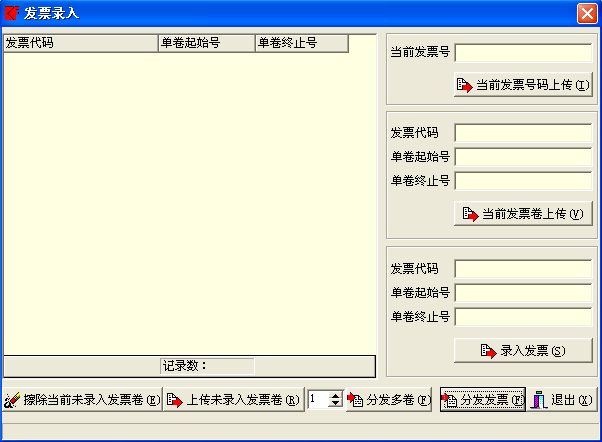 发票录入
发票代码 单卷起始号 单卷终止号
当前发票号
当前发票号码上传(I)
发票代码
单卷起始号
单卷终止号
当前发票卷上传(V)
发票代码
单卷起始号
单卷终止号
录入发票(S)
记录数：
擦除当前未录入发票卷(E) 上传未录入发票卷(R) 1 分发多卷(F) 分发发票(F) 退出(X)